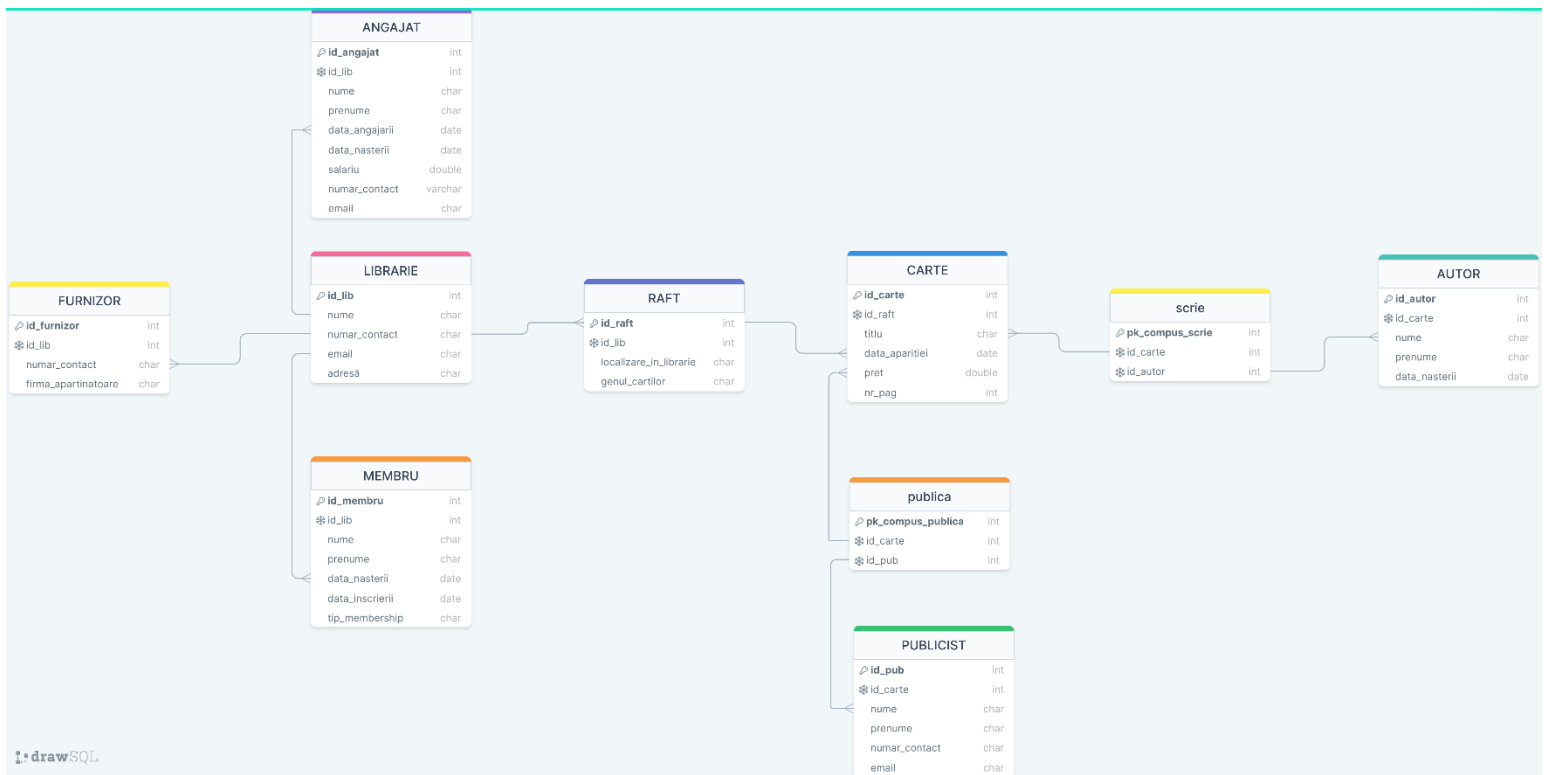 ANGAJAT
id_angajat int
id_lib int
nume char
prenume char
data_angajarii date
data_nasterii date
salariu double
numar_contact varchar
email char
LIBRARIE
id_lib int
nume char
numar_contact char
email char
adresă char
FURNIZOR
id_furnizor int
id_lib int
numar_contact char
firma_apartinatoare char
MEMBRU
id_membru int
id_lib int
nume char
prenume char
data_nasterii date
data_inscrierii date
tip_membership char
RAFT
id_raft int
id_lib int
localizare_in_librarie char
genul_cartilor char
CARTE
id_carte int
id_raft int
titlu char
data_aparitiei date
pret double
nr_pag int
scrie
pk_compus_scrie int
id_carte int
id_autor int
AUTOR
id_autor int
id_carte int
nume char
prenume char
data_nasterii date
publica
pk_compus_publica int
id_carte int
id_pub int
PUBLICIST
id_pub int
id_carte int
nume char
prenume char
numar_contact char
email char
drawSQL